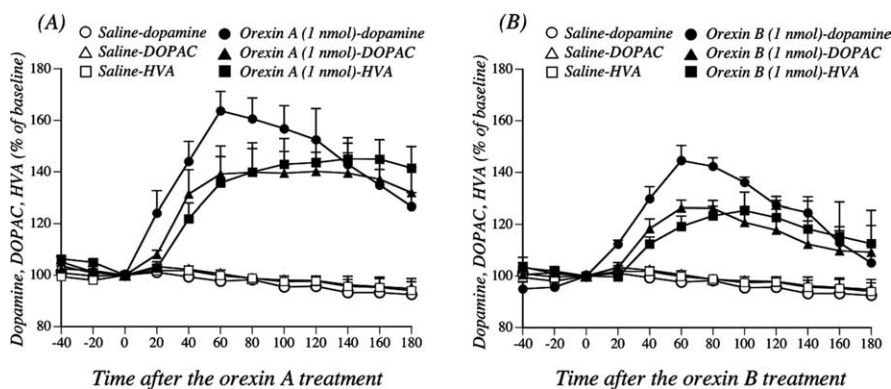 (A)
Saline-dopamine
Saline-DOPAC
Saline-HVA
Orexin A (1 nmol)-dopamine
Orexin A (1 nmol)-DOPAC
Orexin A (1 nmol)-HVA
Dopamine, DOPAC, HVA (% of baseline)
180
160
140
120
100
80
-40 -20 0 20 40 60 80 100 120 140 160 180
Time after the orexin A treatment
(B)
Saline-dopamine
Saline-DOPAC
Saline-HVA
Orexin B (1 nmol)-dopamine
Orexin B (1 nmol)-DOPAC
Orexin B (1 nmol)-HVA
Dopamine, DOPAC, HVA (% of baseline)
180
160
140
120
100
80
-40 -20 0 20 40 60 80 100 120 140 160 180
Time after the orexin B treatment